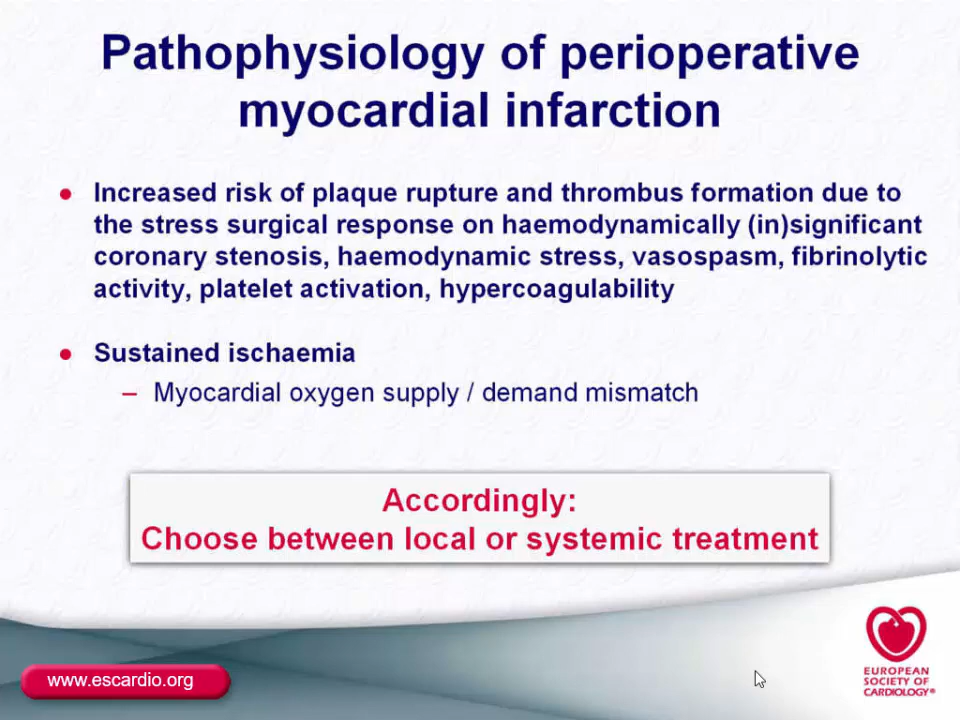 Pathophysiology of perioperative
myocardial infarction
● Increased risk of plaque rupture and thrombus formation due to
the stress surgical response on haemodynamically (in)significant
coronary stenosis, haemodynamic stress, vasospasm, fibrinolytic
activity, platelet activation, hypercoagulability
● Sustained ischaemia
– Myocardial oxygen supply / demand mismatch
Accordingly:
Choose between local or systemic treatment
www.escardio.org
EUROPEAN
SOCIETY OF
CARDIOLOGY®